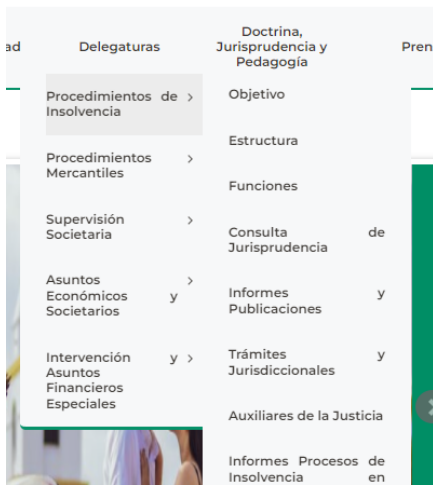 ad
Delegaturas
Doctrina,
Jurisprudencia y
Pedagogía
Pren
Procedimientos de
Insolvencia
Procedimientos
Mercantiles
Supervisión
Societaria
Asuntos
Económicos y
Societarios
Intervención y
Asuntos
Financieros
Especiales
Objetivo
Estructura
Funciones
Consulta de
Jurisprudencia
Informes y
Publicaciones
Trámites y
Jurisdiccionales
Auxiliares de la Justicia
Informes Procesos de
Insolvencia en